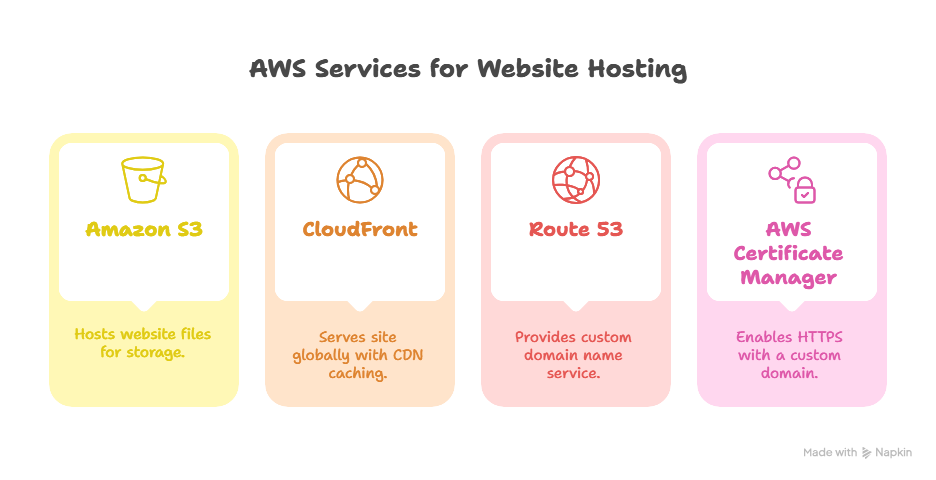 AWS Services for Website Hosting
Amazon S3
Hosts website files
for storage.
CloudFront
Serves site
globally with CDN
caching.
Route 53
Provides custom
domain name
service.
AWS
Certificate
Manager
Enables HTTPS
with a custom
domain.
Made with Napkin